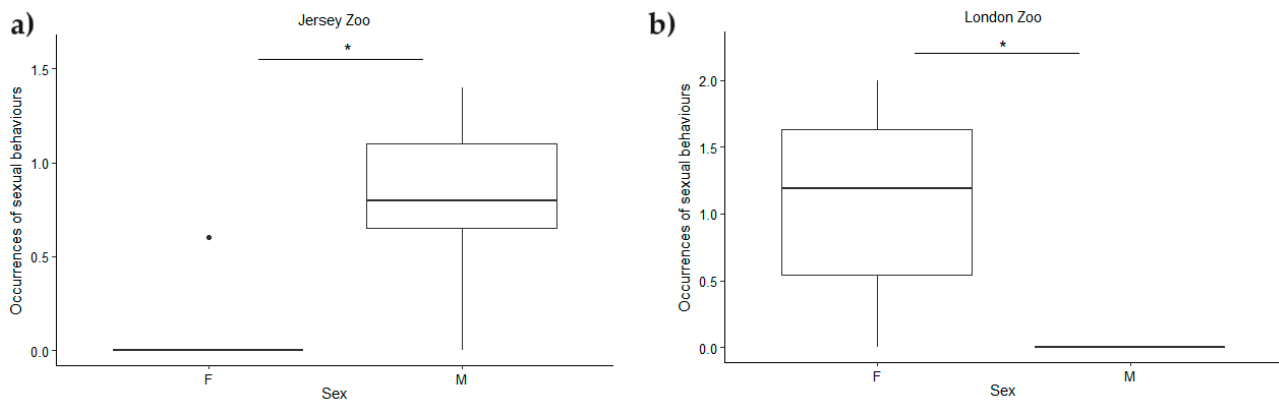 a)
Jersey Zoo
*
Occurrences of sexual behaviours
1.5
1.0
0.5
0.0
F
M
Sex
b)
London Zoo
*
Occurrences of sexual behaviours
2.0
1.5
1.0
0.5
0.0
F
M
Sex